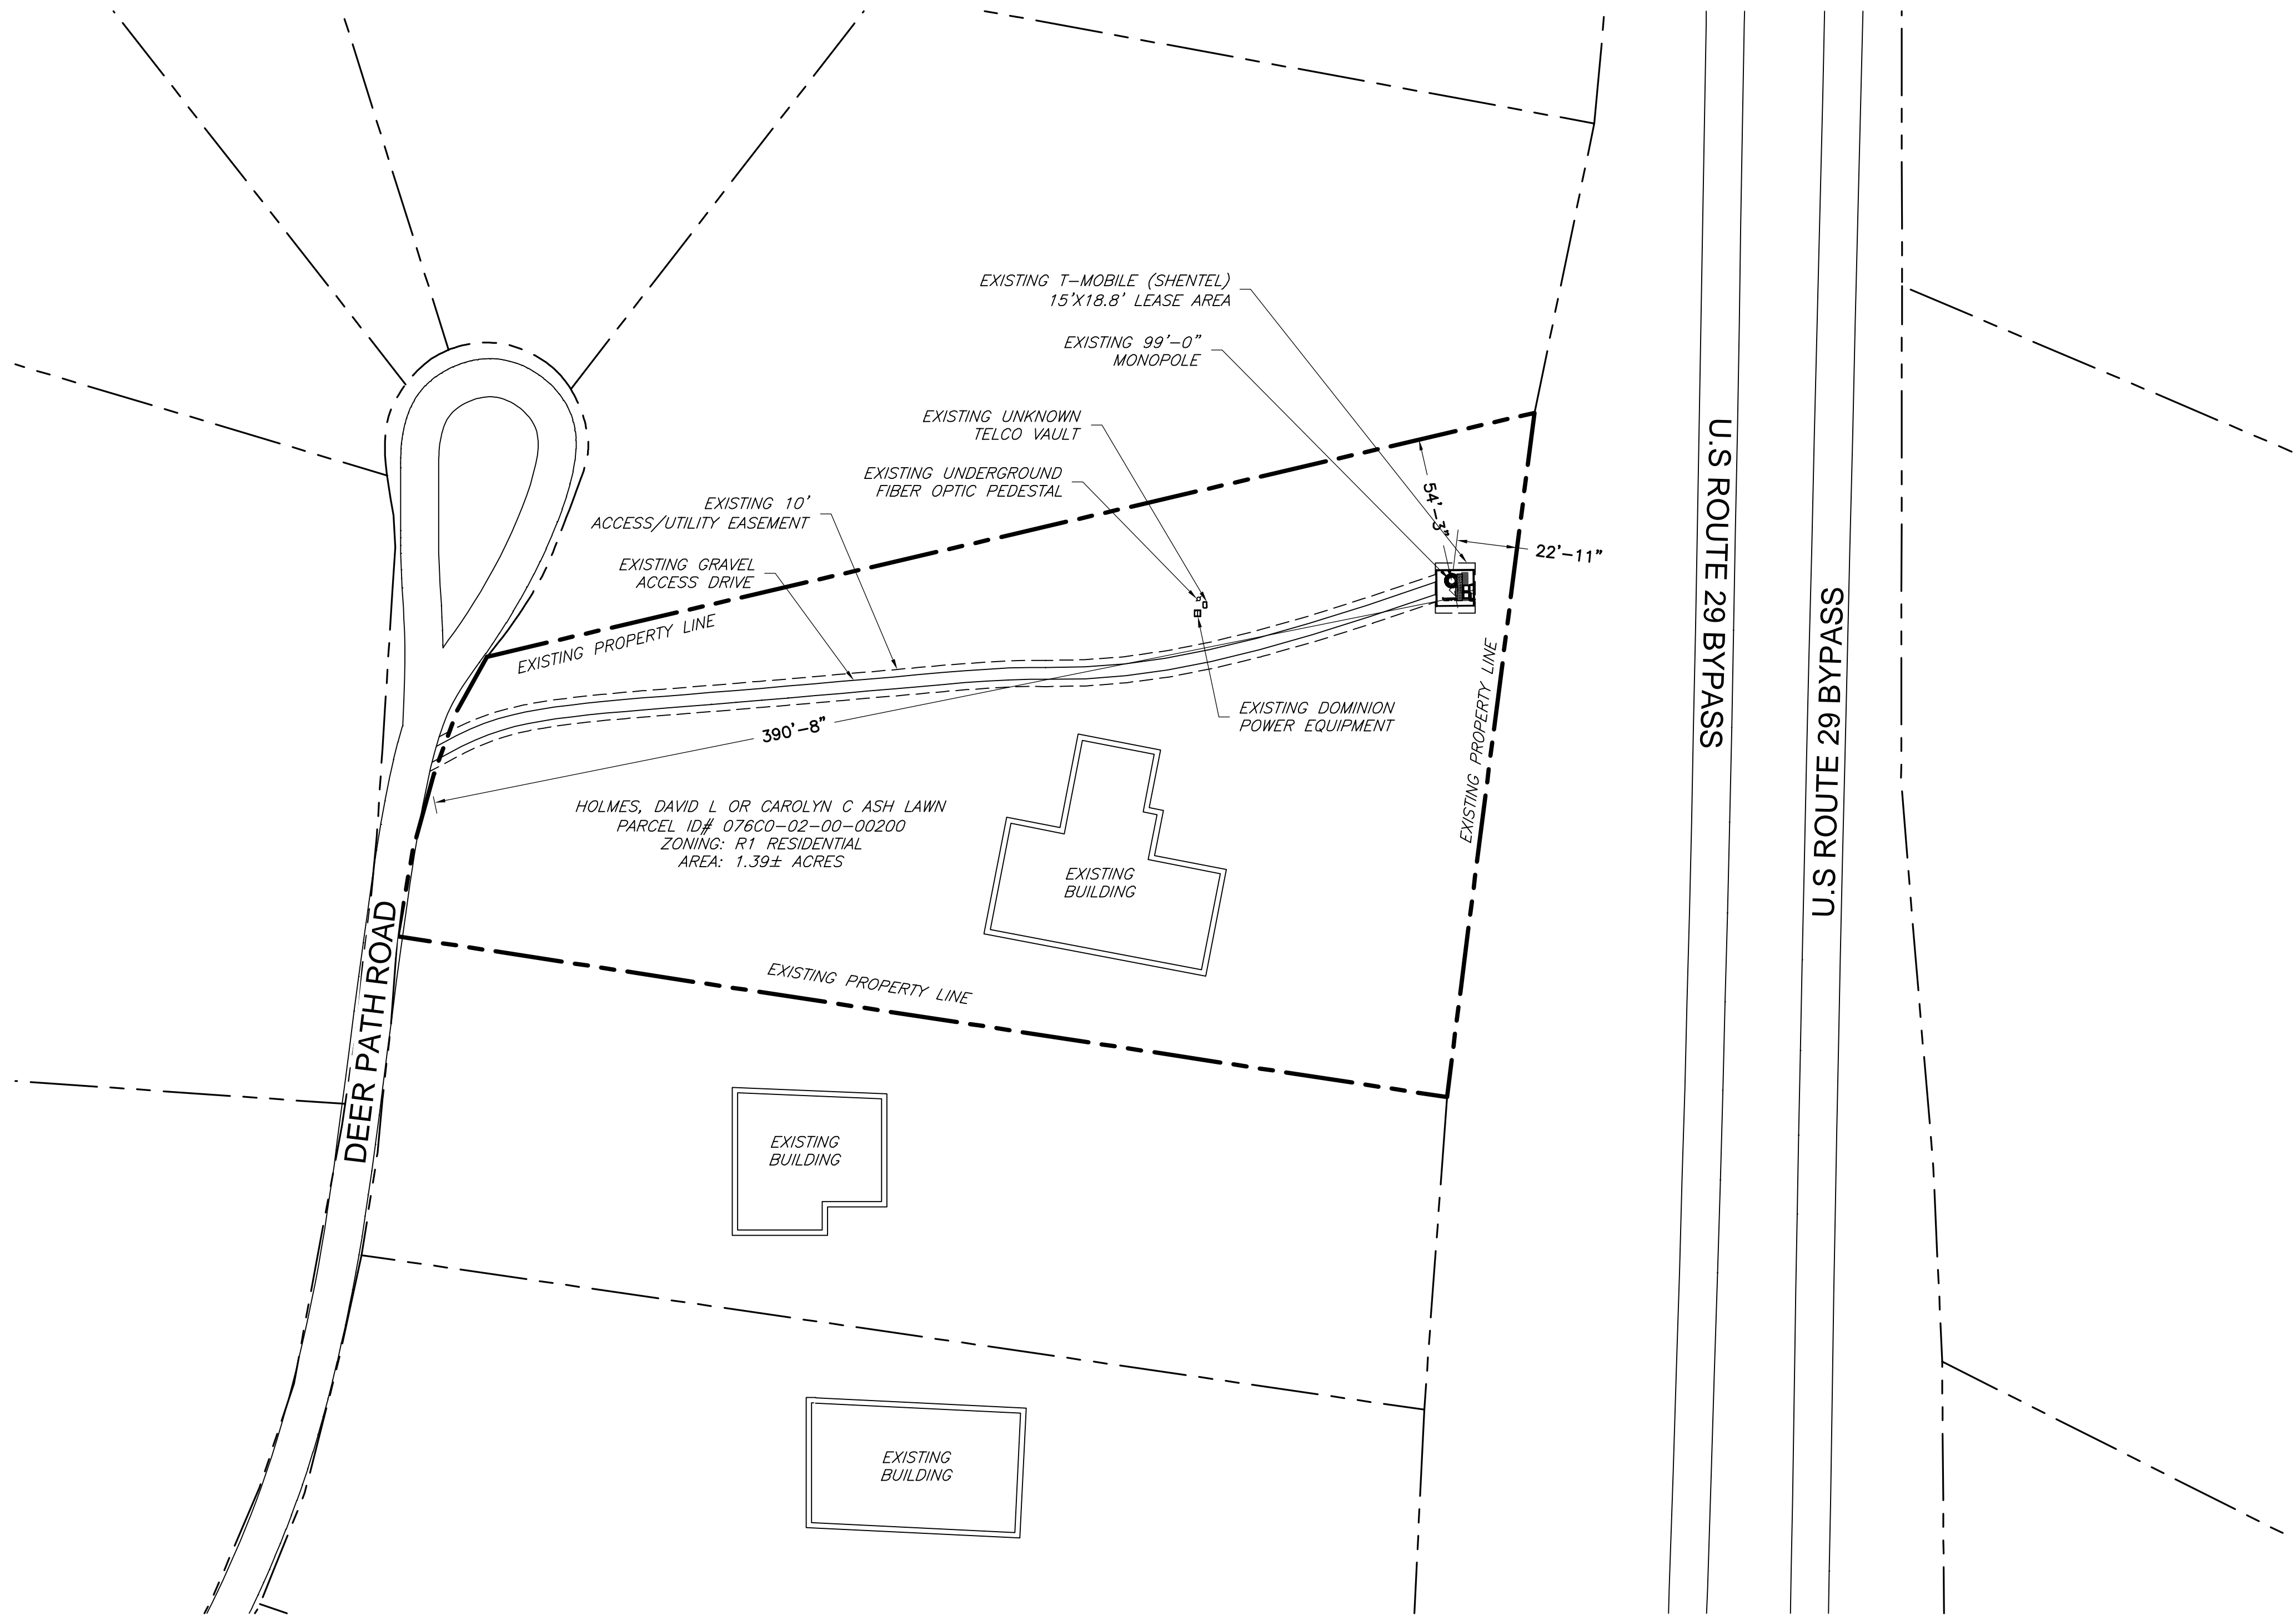 EXISTING T-MOBILE (SHENTEL)
15'X18.8' LEASE AREA
EXISTING 99'-0"
MONOPOLE
EXISTING UNKNOWN
TELCO VAULT
EXISTING UNDERGROUND
FIBER OPTIC PEDESTAL
EXISTING 10'
ACCESS/UTILITY EASEMENT
EXISTING GRAVEL
ACCESS DRIVE
54'-3"
22'-11"
EXISTING PROPERTY LINE
390'-8"
EXISTING DOMINION
POWER EQUIPMENT
EXISTING PROPERTY LINE
U.S ROUTE 29 BYPASS
U.S ROUTE 29 BYPASS
HOLMES, DAVID L OR CAROLYN C ASH LAWN
PARCEL ID# 076C0-02-00-00200
ZONING: R1 RESIDENTIAL
AREA: 1.39± ACRES
EXISTING
BUILDING
DEER PATH ROAD
EXISTING PROPERTY LINE
EXISTING
BUILDING
EXISTING
BUILDING